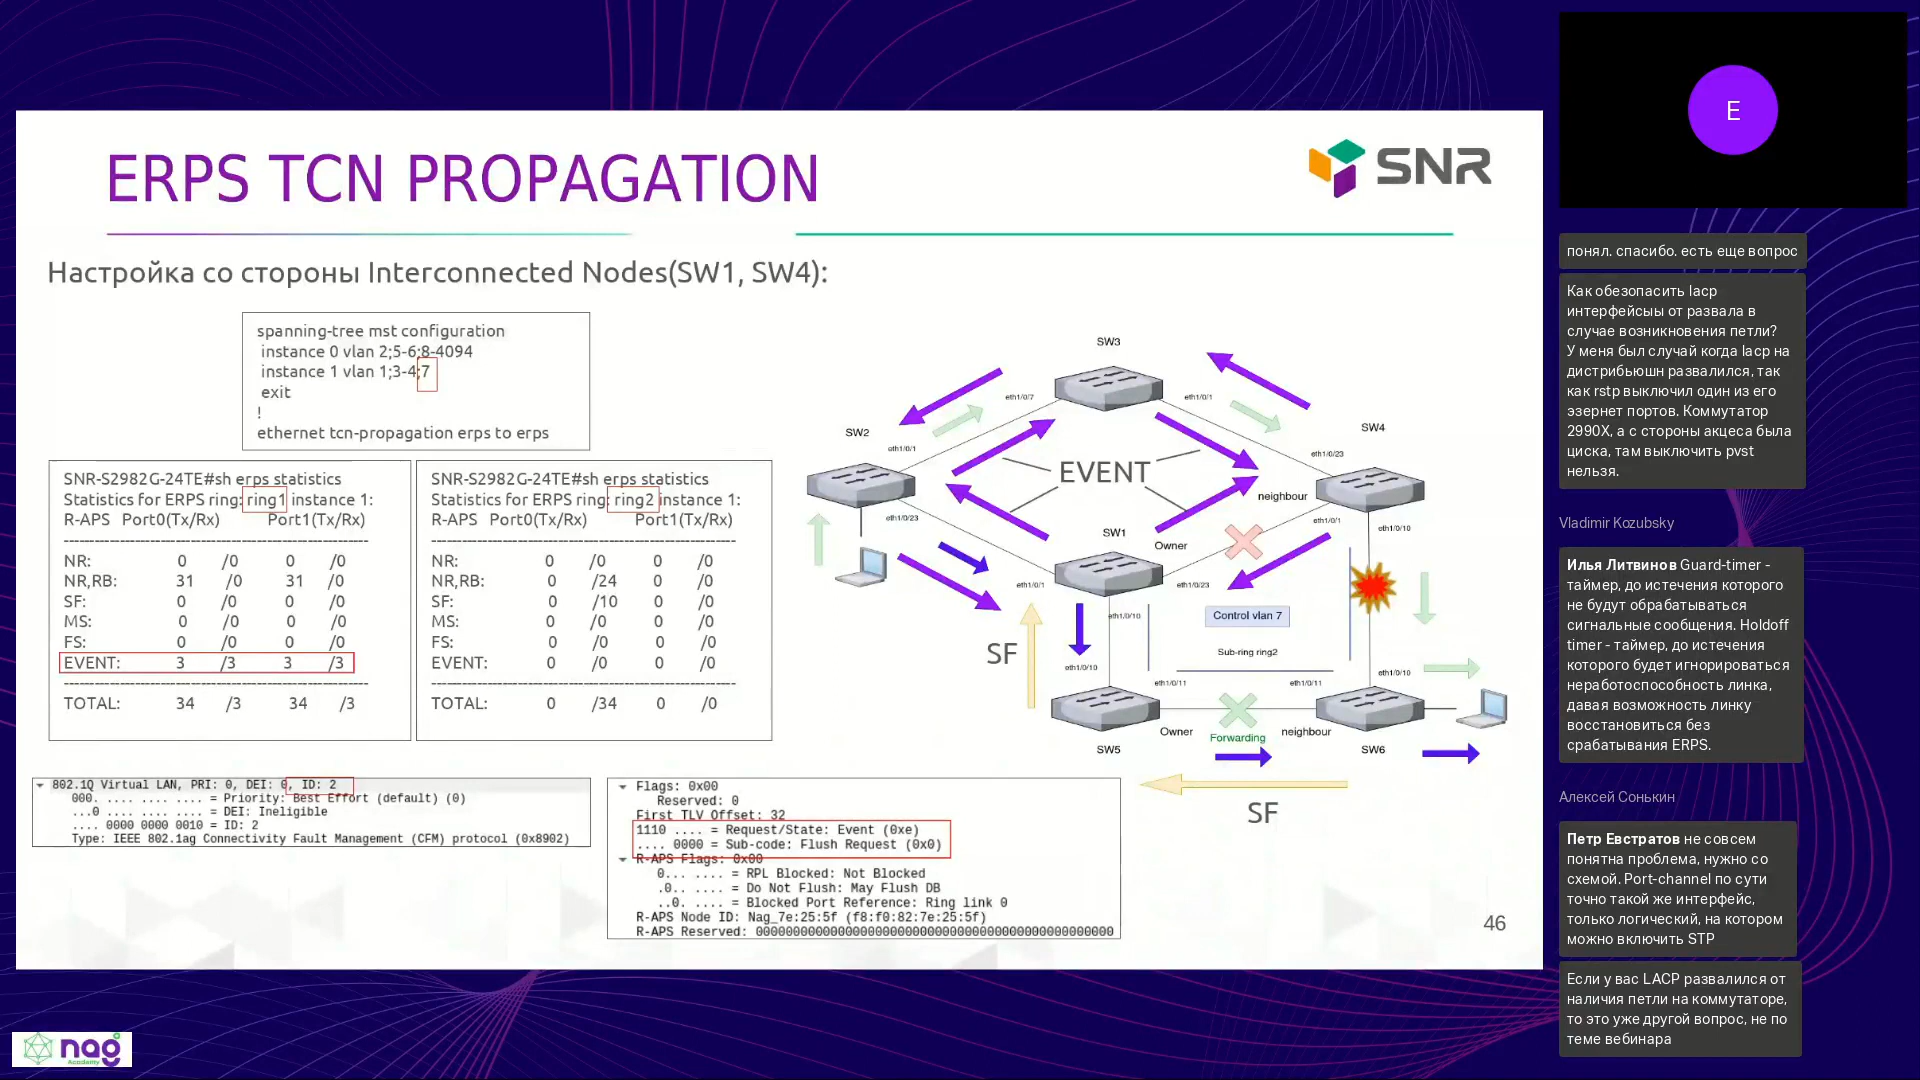 ERPS TCN PROPAGATION
SNR
Настройка со стороны Interconnected Nodes(SW1, SW4):
spanning-tree mst configuration
instance 0 vlan 2;5-6;8-4094
instance 1 vlan 1;3-4;7
exit
!
ethernet tcn-propagation erps to erps
SNR-S2982G-24TE#sh erps statistics
Statistics for ERPS ring: ring1 instance 1:
R-APS Port0(Tx/Rx) Port1(Tx/Rx)
NR: 0 /0 0 /0
NR,RB: 31 /0 31 /0
SF: 0 /0 0 /0
MS: 0 /0 0 /0
FS: 0 /0 0 /0
EVENT: 3 /3 3 /3
TOTAL: 34 /3 34 /3
SNR-S2982G-24TE#sh erps statistics
Statistics for ERPS ring: ring2 instance 1:
R-APS Port0(Tx/Rx) Port1(Tx/Rx)
NR: 0 /0 0 /0
NR,RB: 0 /24 0 /0
SF: 0 /10 0 /0
MS: 0 /0 0 /0
FS: 0 /0 0 /0
EVENT: 0 /0 0 /0
TOTAL: 0 /34 0 /0
SW3
eth1/0/7
eth1/0/1
SW2
SW4
eth1/0/1
eth1/0/23
EVENT
neighbour
eth1/0/23
eth1/0/1
eth1/0/10
SW1
Owner
eth1/0/1
eth1/0/23
eth1/0/10
Control vlan 7
SF
Sub-ring ring2
eth1/0/10
eth1/0/10
eth1/0/11
eth1/0/11
Owner
Forwarding
neighbour
SW5
SW6
SF
802.1Q Virtual LAN, PRI: 0, DEI: 0, ID: 2
000. .... .... .... = Priority: Best Effort (default) (0)
...0 .... .... .... = DEI: Ineligible
.... 0000 0000 0010 = ID: 2
Type: IEEE 802.1ag Connectivity Fault Management (CFM) protocol (0x8902)
Flags: 0x00
Reserved: 0
First TLV Offset: 32
1110 .... = Request/State: Event (0xe)
.... 0000 = Sub-code: Flush Request (0x0)
R-APS Flags: 0x00
0... .... = RPL Blocked: Not Blocked
.0.. .... = Do Not Flush: May Flush DB
..0. .... = Blocked Port Reference: Ring link 0
R-APS Node ID: Nag_7e:25:5f (f8:f0:82:7e:25:5f)
R-APS Reserved: 000000000000000000000000000000000000000000000000
46
nag
Academy
E
понял. спасибо. есть еще вопрос
Как обезопасить lacp
интерфейсыы от развала в
случае возникновения петли?
У меня был случай когда lacp на
дистрибьюшн развалился, так
как rstp выключил один из его
эзернет портов. Коммутатор
2990X, а с стороны акцеса была
циска, там выключить pvst
нельзя.
Vladimir Kozubsky
Илья Литвинов Guard-timer -
таймер, до истечения которого
не будут обрабатываться
сигнальные сообщения. Holdoff
timer - таймер, до истечения
которого будет игнорироваться
неработоспособность линка,
давая возможность линку
восстановиться без
срабатывания ERPS.
Алексей Сонькин
Петр Евстратов не совсем
понятна проблема, нужно со
схемой. Port-channel по сути
точно такой же интерфейс,
только логический, на котором
можно включить STP
Если у вас LACP развалился от
наличия петли на коммутаторе,
то это уже другой вопрос, не по
теме вебинара